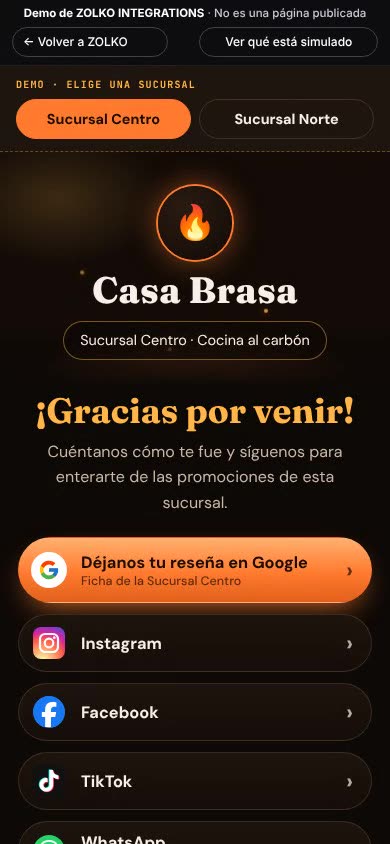 Demo de ZOLKO INTEGRATIONS · No es una página publicada
← Volver a ZOLKO
Ver qué está simulado
DEMO · ELIGE UNA SUCURSAL
Sucursal Centro
Sucursal Norte
Casa Brasa
Sucursal Centro · Cocina al carbón
¡Gracias por venir!
Cuéntanos cómo te fue y síguenos para
enterarte de las promociones de esta
sucursal.
Déjanos tu reseña en Google
Ficha de la Sucursal Centro
Instagram
Facebook
TikTok
WhatsApp